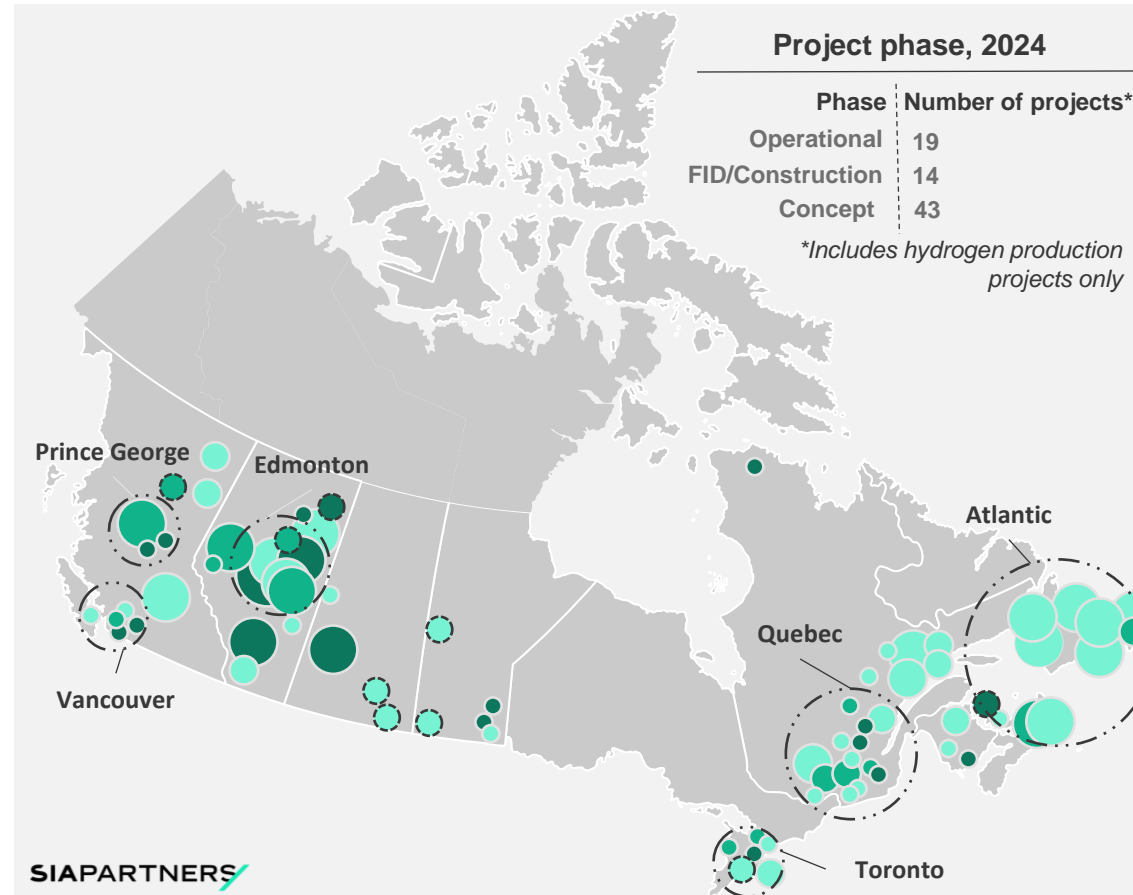 Project phase, 2024
Phase Number of projects*
Operational 19
FID/Construction 14
Concept 43
*Includes hydrogen production
projects only
Prince George
Edmonton
Atlantic
Quebec
Vancouver
Toronto
SIAPARTNERS